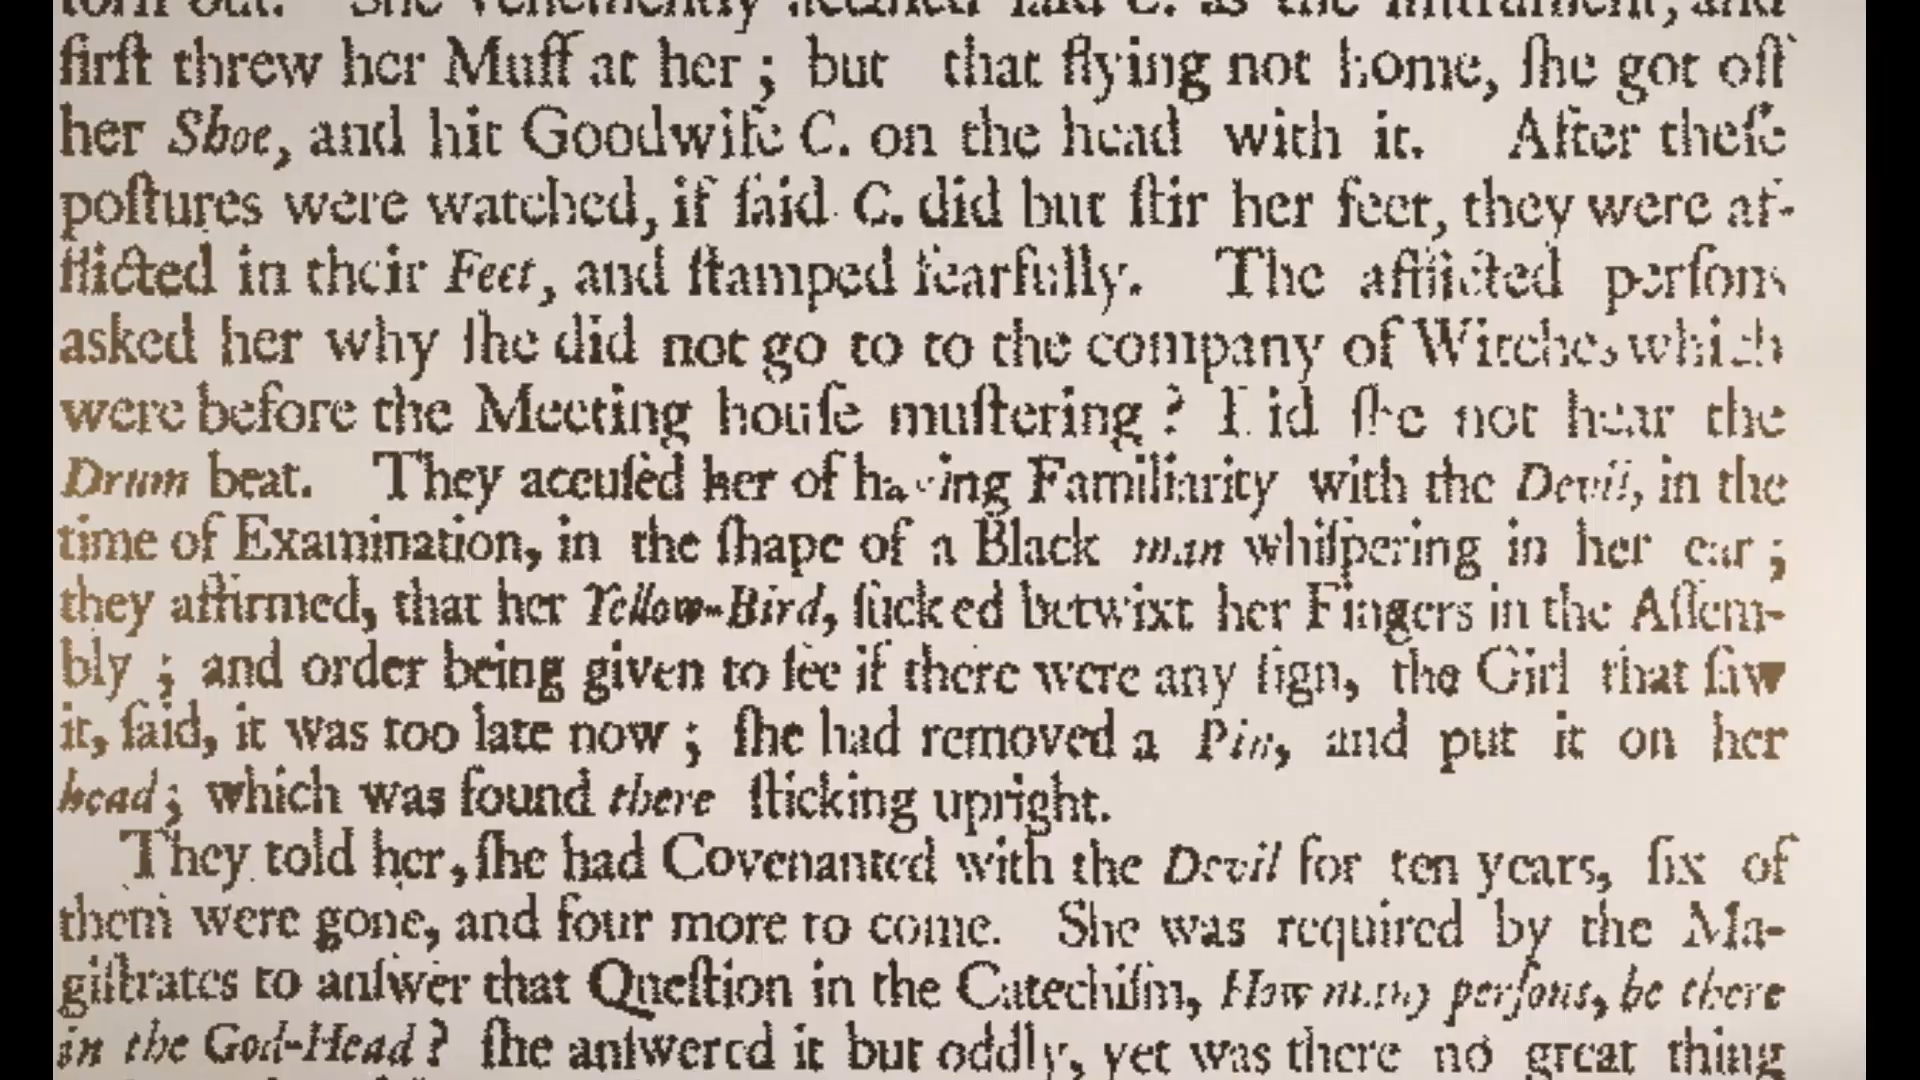 torn out. She vehemently accused said C. as the instrument, and
firſt threw her Muff at her ; but that flying not home, ſhe got off
her Shoe, and hit Goodwife C. on the head with it. After theſe
poſtures were watched, if ſaid C. did but ſtir her feet, they were af-
flicted in their Feet, and ſtamped fearfully. The afflicted perſons
asked her why ſhe did not go to to the company of Witches which
were before the Meeting houſe muſtering ? Did ſhe not hear the
Drum beat. They accuſed her of having Familiarity with the Devil, in the
time of Examination, in the ſhape of a Black man whiſpering in her ear ;
they affirmed, that her Yellow-Bird, ſucked betwixt her Fingers in the Aſſem-
bly ; and order being given to ſee if there were any ſign, the Girl that ſaw
it, ſaid, it was too late now ; ſhe had removed a Pin, and put it on her
head ; which was found there ſticking upright.
They told her, ſhe had Covenanted with the Devil for ten years, ſix of
them were gone, and four more to come. She was required by the Ma-
giſtrates to anſwer that Queſtion in the Catechiſm, How many perſons, be there
in the God-Head ? ſhe anſwered it but oddly, yet was there no great thing